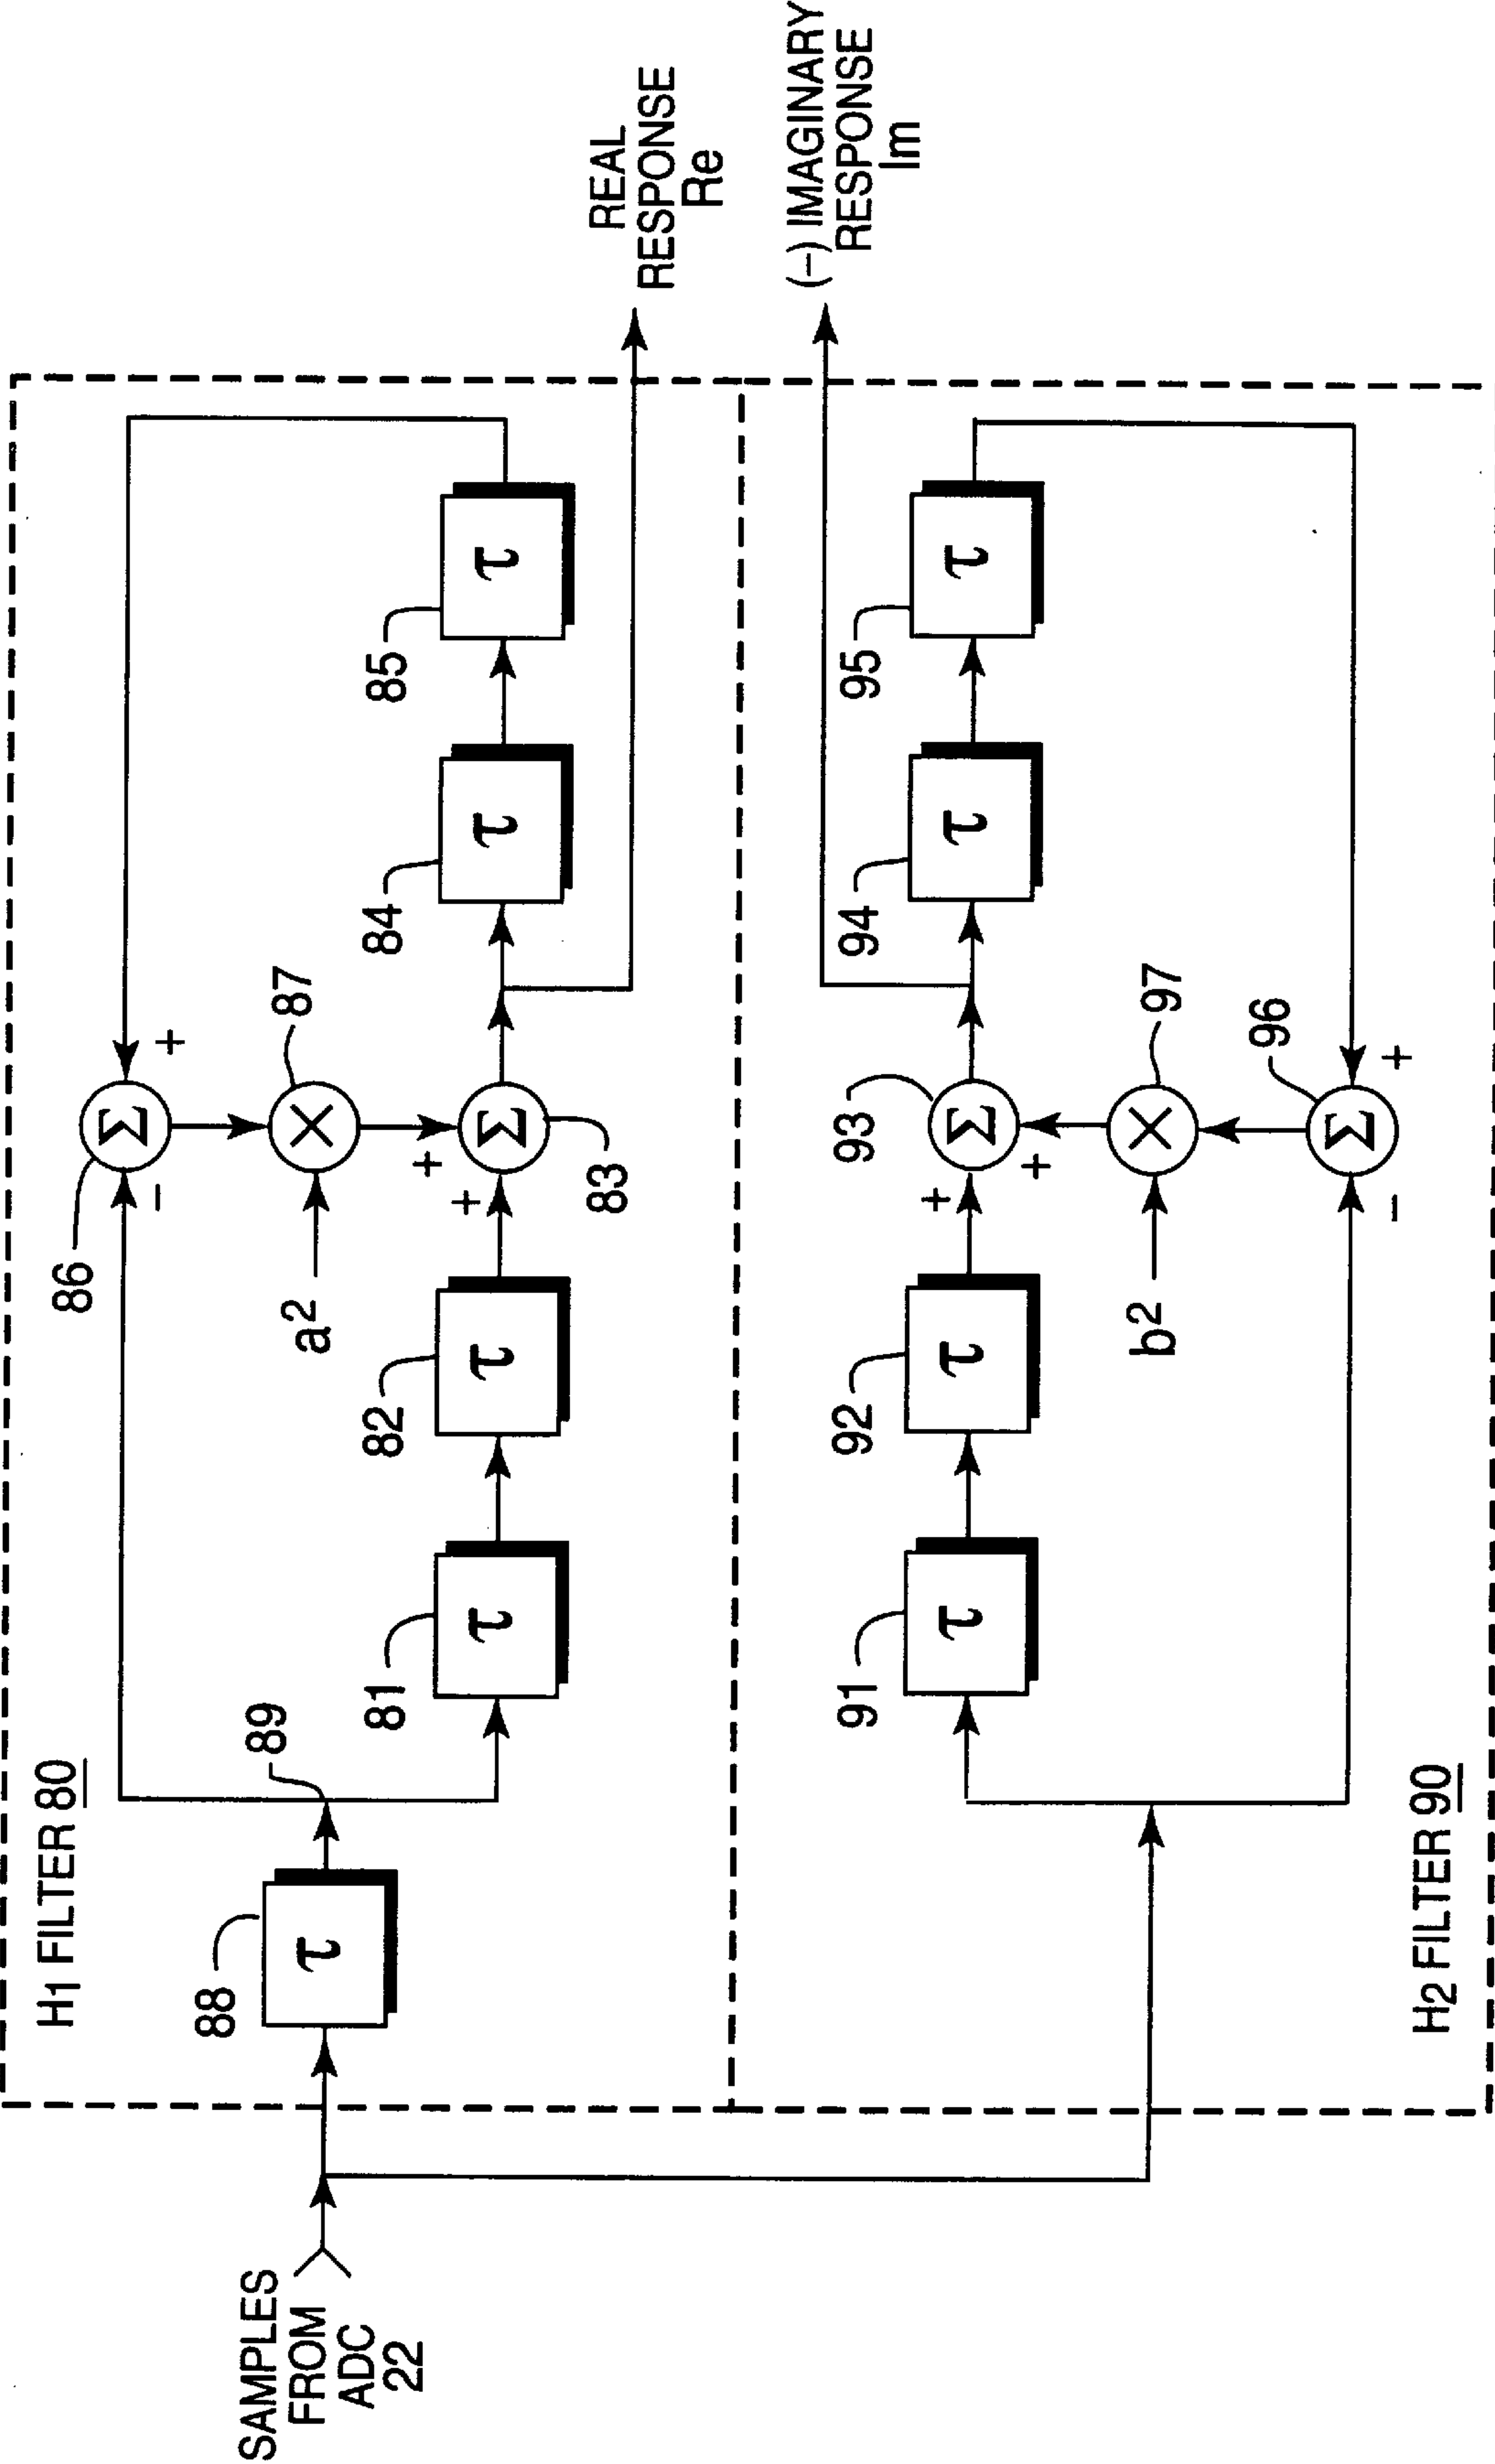 H1 FILTER 80
SAMPLES
FROM
ADC
22
88
τ
89
86
Σ
−
+
a2
×
87
81
τ
82
τ
+
+
Σ
83
84
τ
85
τ
REAL
RESPONSE
Re
(−) IMAGINARY
RESPONSE
Im
91
τ
92
τ
93
Σ
+
+
94
τ
95
τ
b2
×
97
96
Σ
−
+
H2 FILTER 90